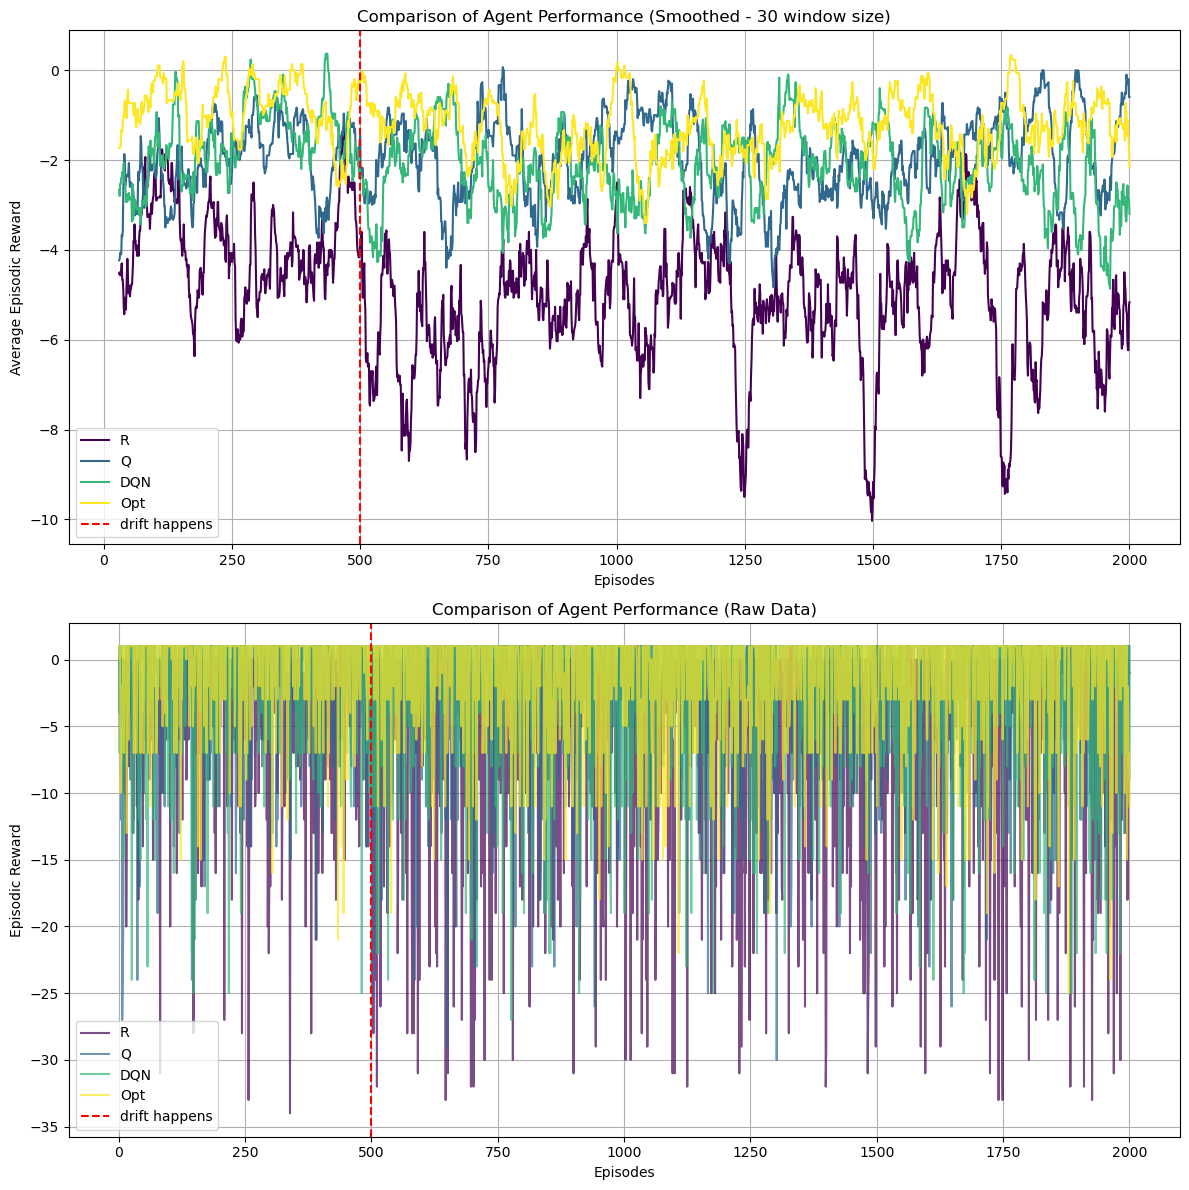 Comparison of Agent Performance (Smoothed - 30 window size)
Average Episodic Reward
0
−2
−4
−6
−8
−10
R
Q
DQN
Opt
drift happens
0 250 500 750 1000 1250 1500 1750 2000
Episodes
Comparison of Agent Performance (Raw Data)
Episodic Reward
0
−5
−10
−15
−20
−25
−30
−35
R
Q
DQN
Opt
drift happens
0 250 500 750 1000 1250 1500 1750 2000
Episodes